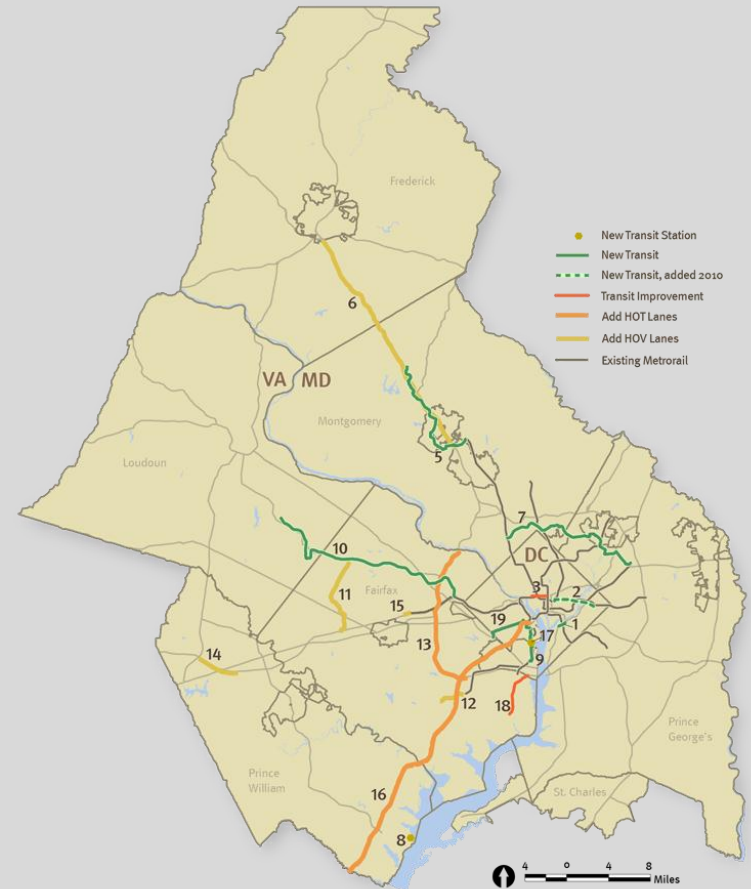 Frederick
New Transit Station
New Transit
New Transit, added 2010
Transit Improvement
Add HOT Lanes
Add HOV Lanes
Existing Metrorail
6
VA MD
Montgomery
Loudoun
5
7
DC
10
3
2
11
Fairfax
15
19
1
13
17
9
14
12
18
Prince
George's
Prince
William
16
St. Charles
8
4 0 4 8
Miles